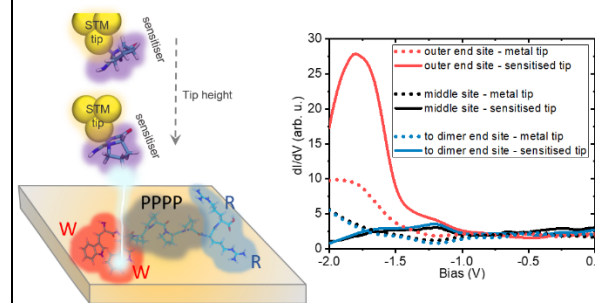 STM
tip
sensitiser
Tip height
STM
tip
sensitiser
PPPP
R
W
W
R
dI/dV (arb. u.)
30
25
20
15
10
5
0
outer end site - metal tip
outer end site - sensitised tip
middle site - metal tip
middle site - sensitised tip
to dimer end site - metal tip
to dimer end site - sensitised tip
-2.0 -1.5 -1.0 -0.5 0.
Bias (V)